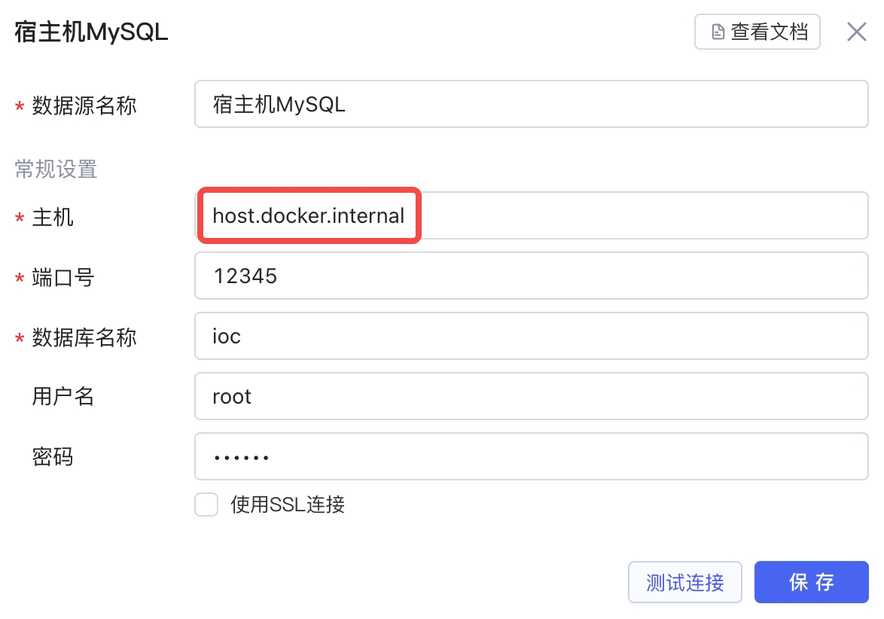 宿主机MySQL
查看文档
* 数据源名称
宿主机MySQL
常规设置
* 主机
host.docker.internal
* 端口号
12345
* 数据库名称
ioc
用户名
root
密码
••••••
使用SSL连接
测试连接
保存